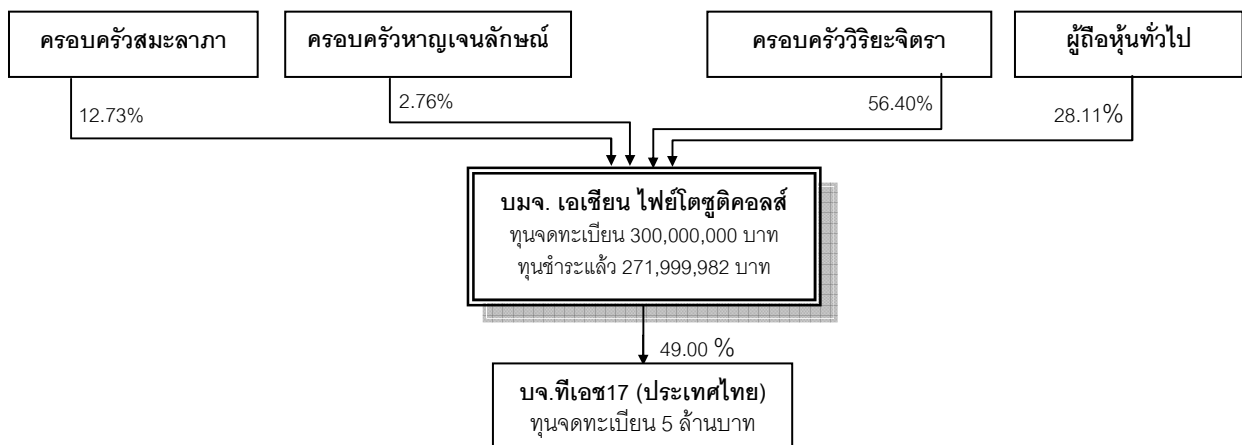 ครอบครัวสมะลาภา
ครอบครัวหาญเจนลักษณ์
ครอบครัววิริยะจิตรา
ผู้ถือหุ้นทั่วไป
12.73%
2.76%
56.40%
28.11%
บมจ. เอเชียน ไฟย์โตซูติคอลส์
ทุนจดทะเบียน 300,000,000 บาท
ทุนชำระแล้ว 271,999,982 บาท
49.00 %
บจ.ทีเอช17 (ประเทศไทย)
ทุนจดทะเบียน 5 ล้านบาท